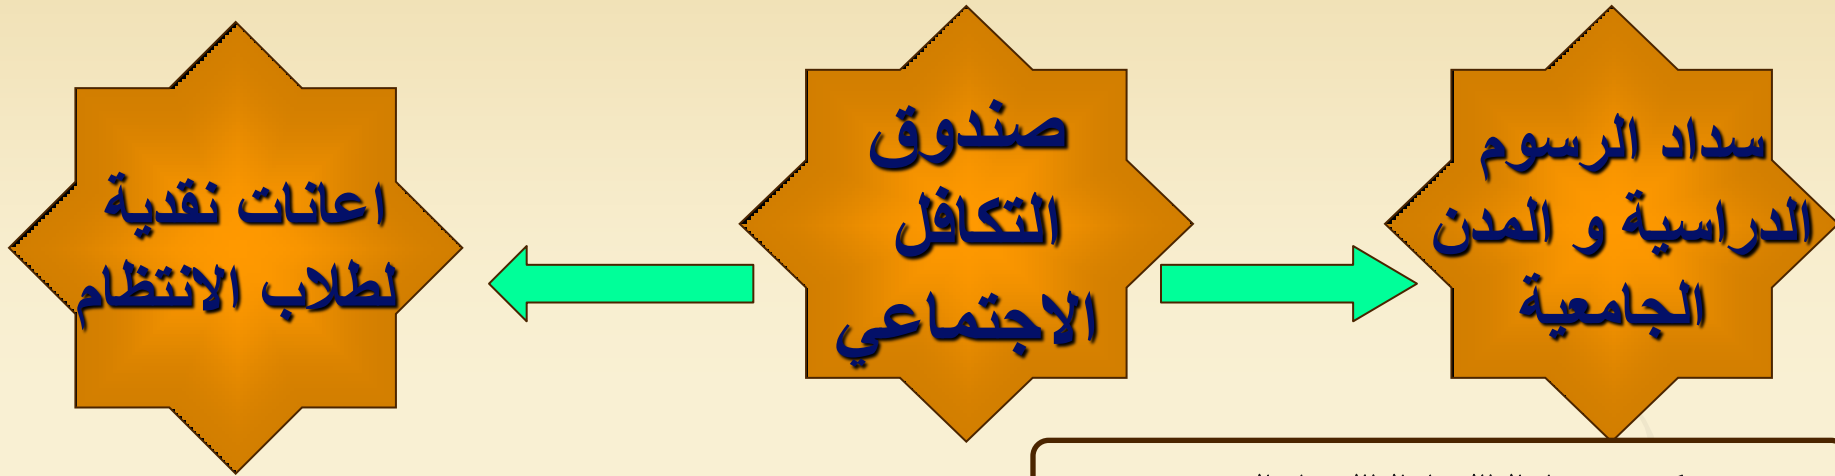 سداد الرسوم
الدراسية و المدن
الجامعية
صندوق
التكافل
الاجتماعي
اعانات نقدية
لطلاب الانتظام